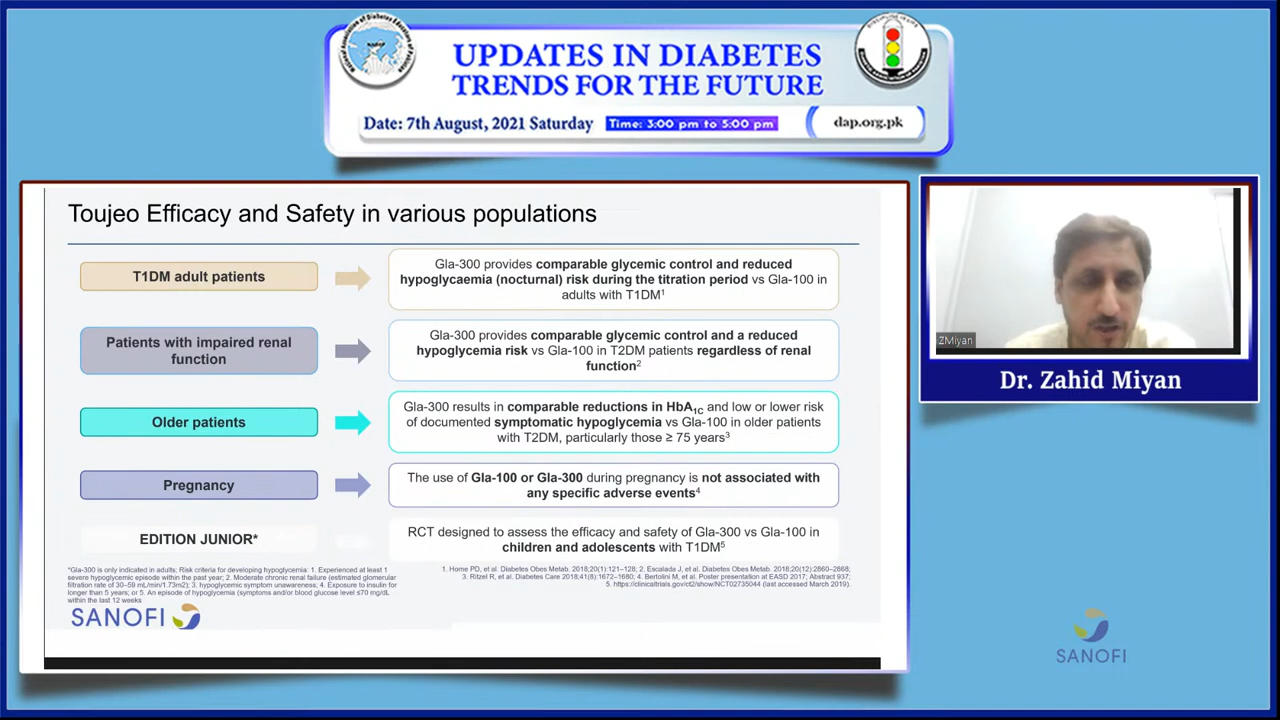 UPDATES IN DIABETES
TRENDS FOR THE FUTURE
Date: 7th August, 2021 Saturday
Time: 3:00 pm to 5:00 pm
dap.org.pk
Toujeo Efficacy and Safety in various populations
T1DM adult patients
Gla-300 provides comparable glycemic control and reduced
hypoglycaemia (nocturnal) risk during the titration period vs Gla-100 in
adults with T1DM1
Patients with impaired renal
function
Gla-300 provides comparable glycemic control and a reduced
hypoglycemia risk vs Gla-100 in T2DM patients regardless of renal
function2
Older patients
Gla-300 results in comparable reductions in HbA1C and low or lower risk
of documented symptomatic hypoglycemia vs Gla-100 in older patients
with T2DM, particularly those ≥ 75 years3
Pregnancy
The use of Gla-100 or Gla-300 during pregnancy is not associated with
any specific adverse events4
EDITION JUNIOR*
RCT designed to assess the efficacy and safety of Gla-300 vs Gla-100 in
children and adolescents with T1DM5
*Gla-300 is only indicated in adults; Risk criteria for developing hypoglycemia: 1. Experienced at least 1
severe hypoglycemic episode within the past year; 2. Moderate chronic renal failure (estimated glomerular
filtration rate of 30–59 mL/min/1.73m2); 3. hypoglycemic symptom unawareness; 4. Exposure to insulin for
longer than 5 years; or 5. An episode of hypoglycemia (symptoms and/or blood glucose level ≤70 mg/dL
within the last 12 weeks
1. Home PD, et al. Diabetes Obes Metab. 2018;20(1):121–128; 2. Escalada J, et al. Diabetes Obes Metab. 2018;20(12):2860–2868;
3. Ritzel R, et al. Diabetes Care 2018;41(8):1672–1680; 4. Bertolini M, et al. Poster presentation at EASD 2017; Abstract 937;
5. https://clinicaltrials.gov/ct2/show/NCT02735044 (last accessed March 2019).
SANOFI
ZMiyan
Dr. Zahid Miyan
SANOFI